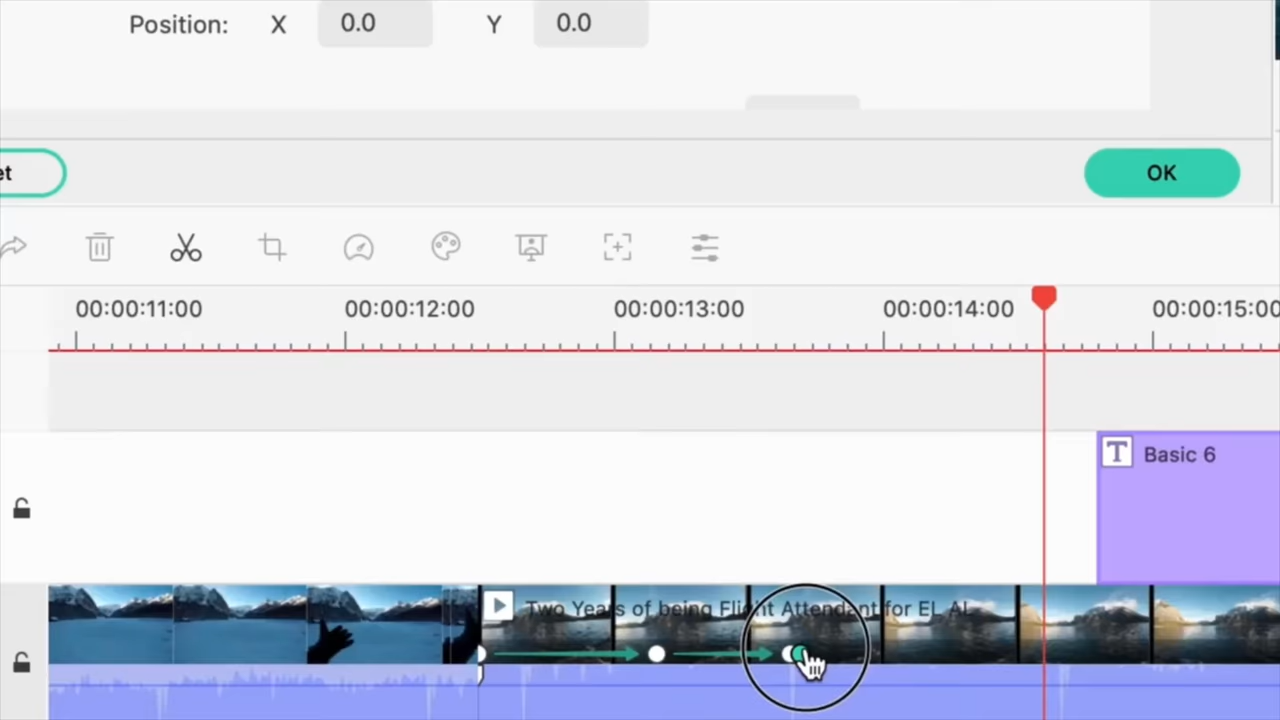 Position: X 0.0 Y 0.0
et OK
00:00:11:00 00:00:12:00 00:00:13:00 00:00:14:00 00:00:15:00
T Basic 6
Two Years of being Flight Attendant for EL AL